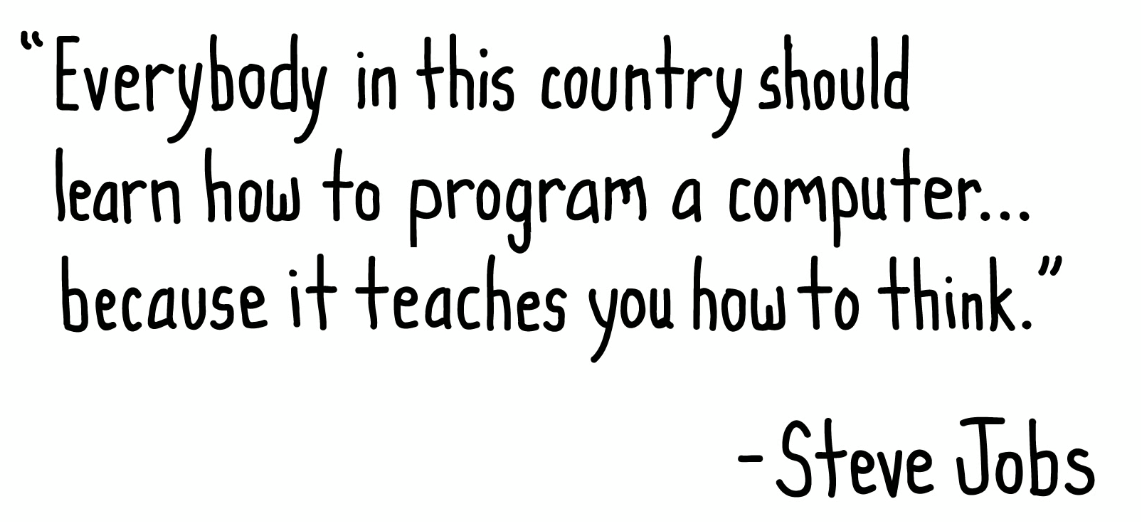 “Everybody in this country should
learn how to program a computer...
because it teaches you how to think.”
-Steve Jobs